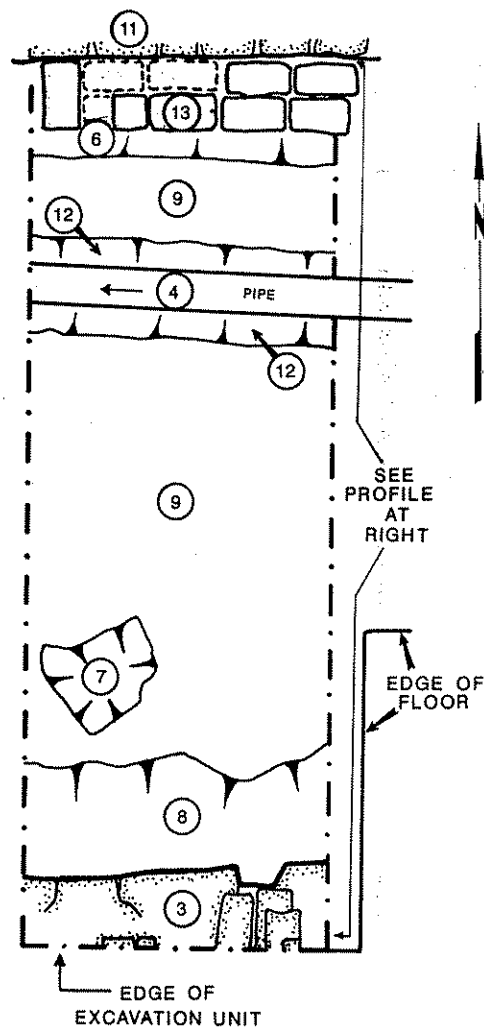 11
13
6
9
12
N
4 PIPE
12
SEE
PROFILE
AT
RIGHT
9
7
EDGE OF
FLOOR
8
3
EDGE OF
EXCAVATION UNIT